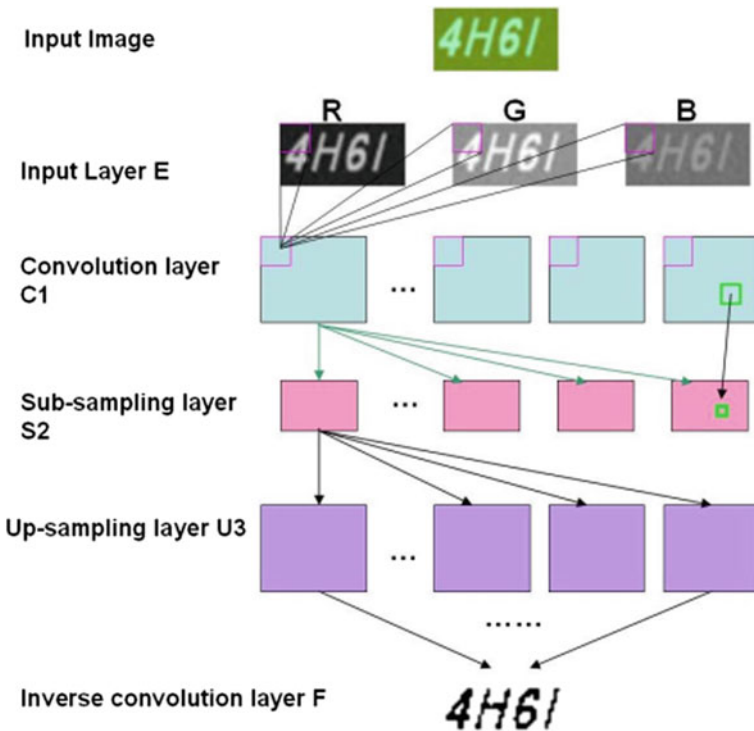 Input Image
4H6I
R G B
4H6I 4H6I 4H6I
Input Layer E
Convolution layer
C1
...
Sub-sampling layer
S2
...
Up-sampling layer U3
...
......
Inverse convolution layer F
4H6I